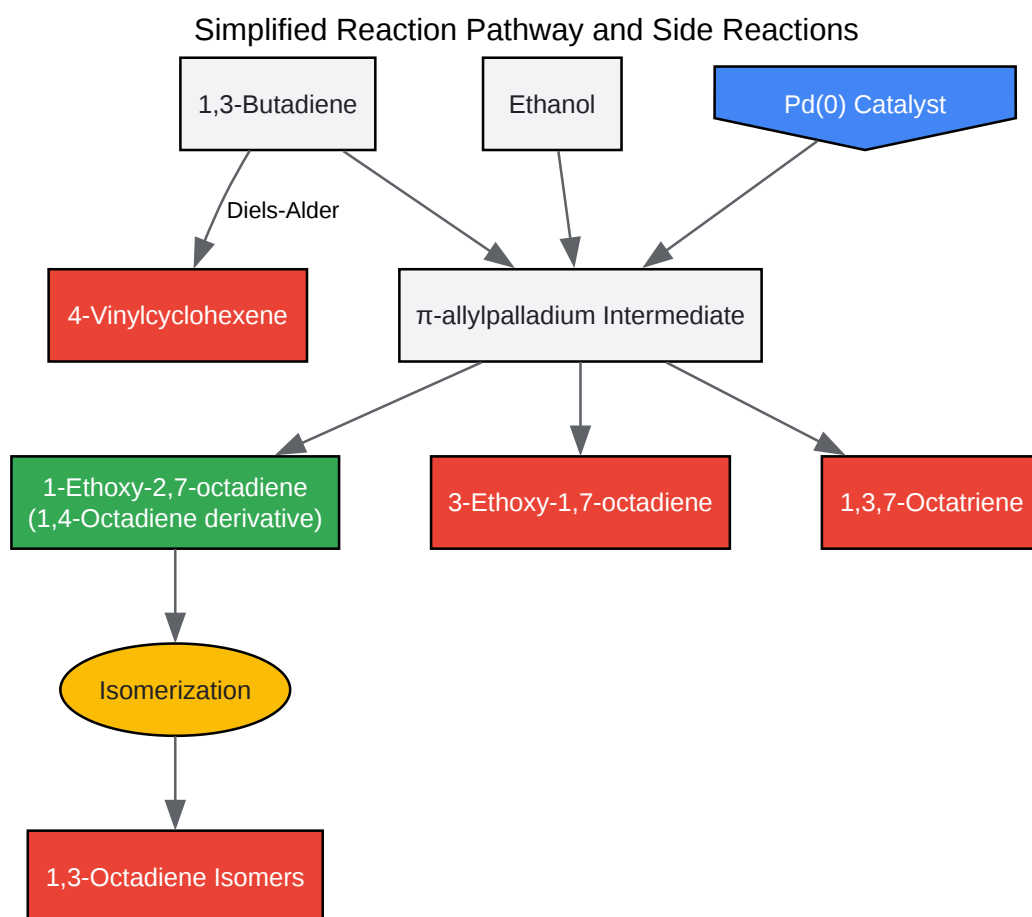 Simplified Reaction Pathway and Side Reactions
1,3-Butadiene
Ethanol
Pd(0) Catalyst
Diels-Alder
4-Vinylcyclohexene
π-allylpalladium Intermediate
1-Ethoxy-2,7-octadiene
(1,4-Octadiene derivative)
3-Ethoxy-1,7-octadiene
1,3,7-Octatriene
Isomerization
1,3-Octadiene Isomers